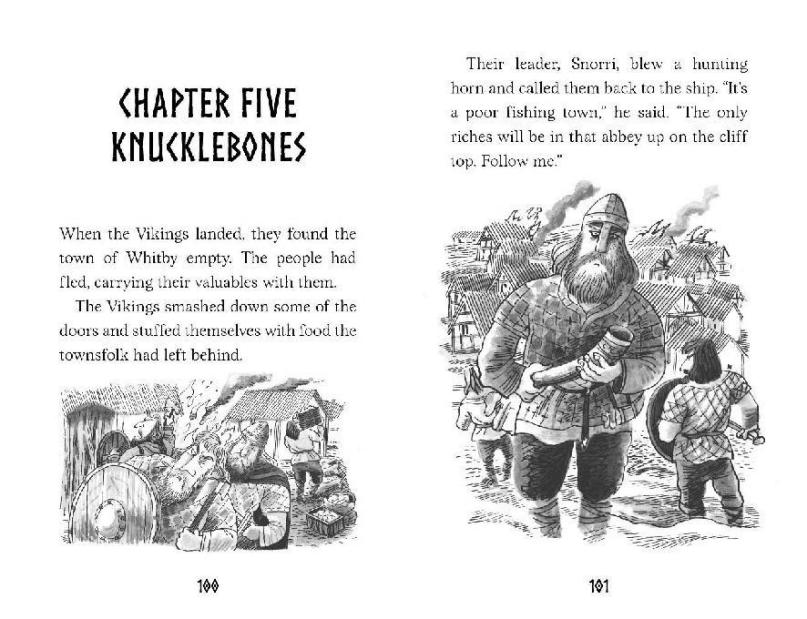 CHAPTER FIVE
KNUCKLEBONES
When the Vikings landed, they found the
town of Whitby empty. The people had
fled, carrying their valuables with them.
The Vikings smashed down some of the
doors and stuffed themselves with food the
townsfolk had left behind.
100
Their leader, Snorri, blew a hunting
horn and called them back to the ship. “It’s
a poor fishing town,” he said. “The only
riches will be in that abbey up on the cliff
top. Follow me.”
101